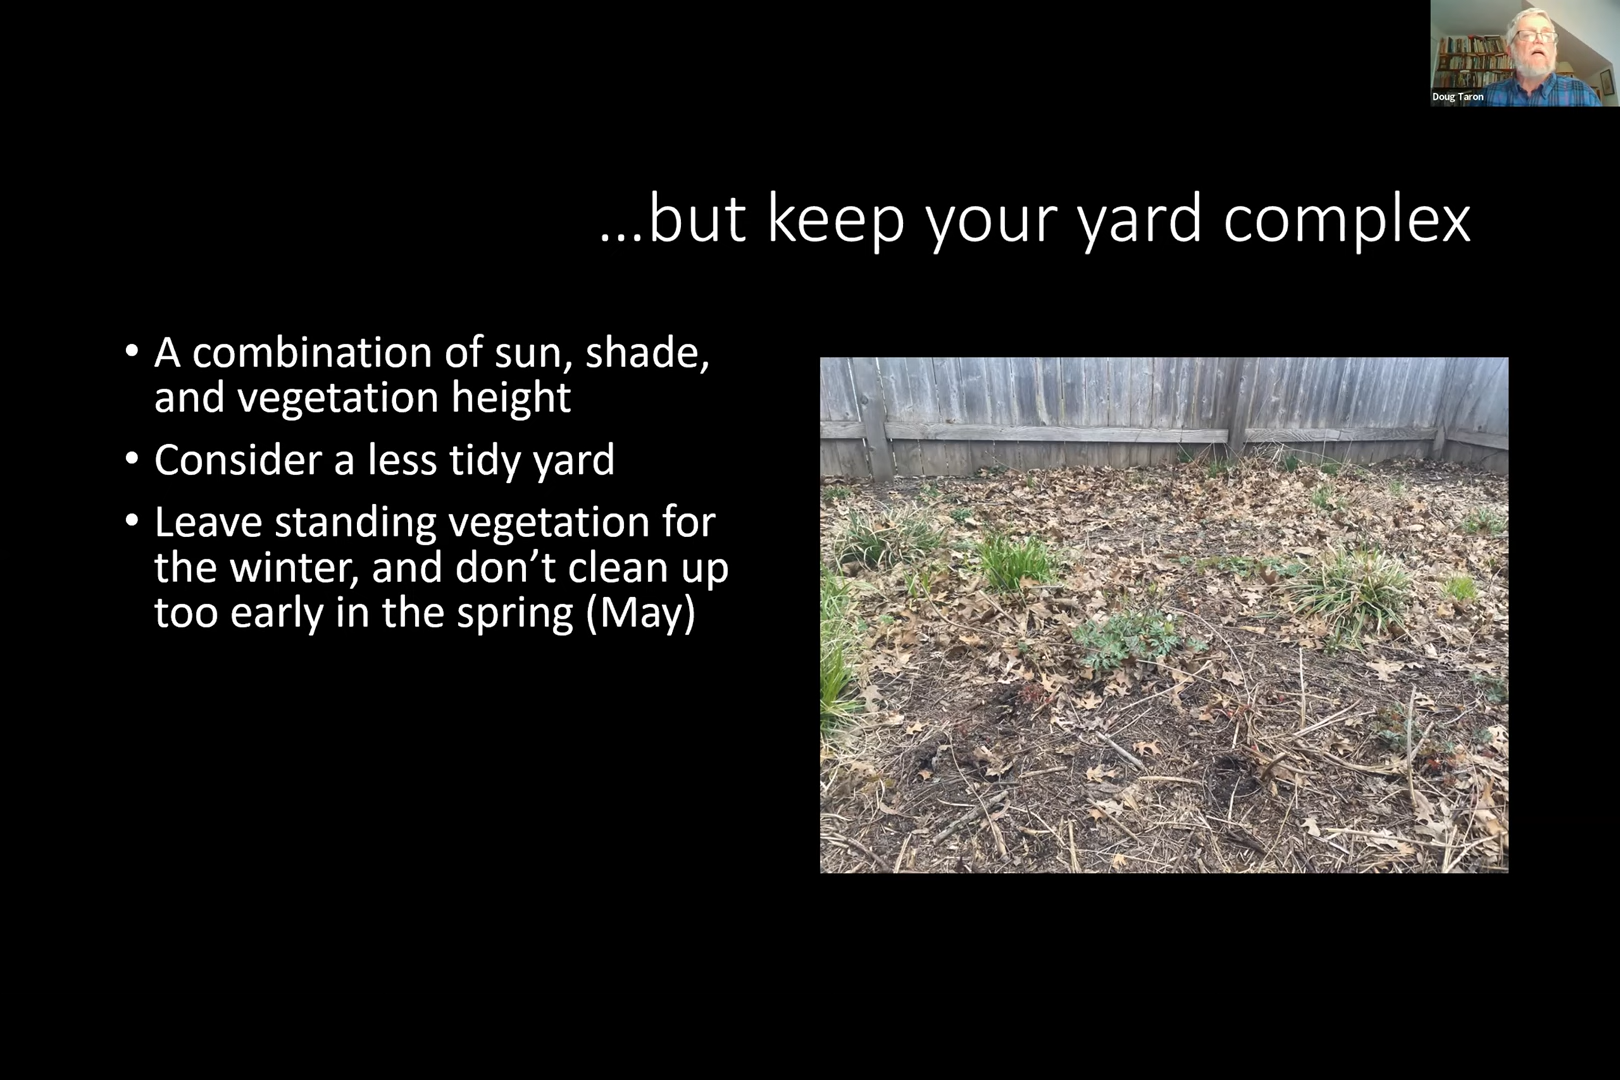 Doug Taron
...but keep your yard complex
• A combination of sun, shade,
and vegetation height
• Consider a less tidy yard
• Leave standing vegetation for
the winter, and don’t clean up
too early in the spring (May)